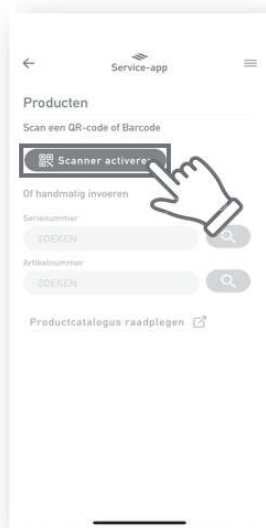 Service-app
Producten
Scan een QR-code of Barcode
Scanner activeren
Of handmatig invoeren
Serienummer
ZOEKEN
Artikelnummer
ZOEKEN
Productcatalogus raadplegen